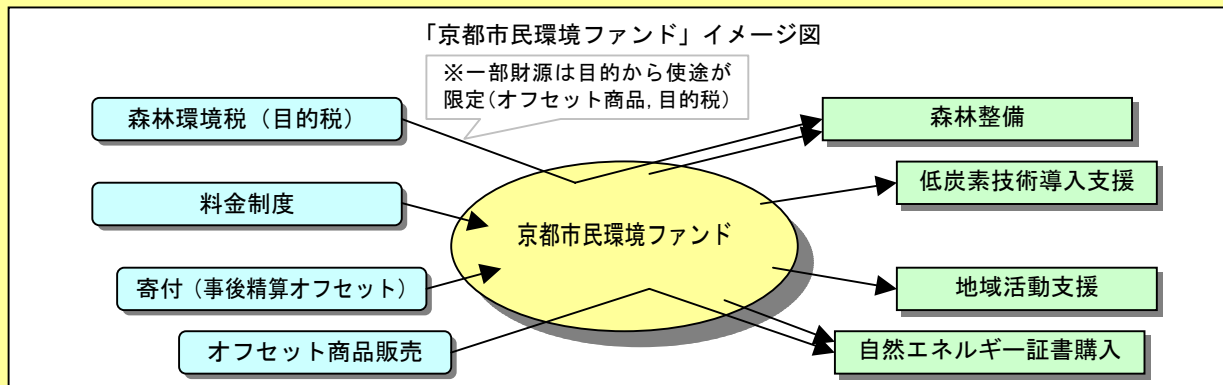 「京都市民環境ファンド」イメージ図
※一部財源は目的から使途が
限定(オフセット商品,目的税)
森林環境税（目的税）
料金制度
寄付（事後精算オフセット）
オフセット商品販売
京都市民環境ファンド
森林整備
低炭素技術導入支援
地域活動支援
自然エネルギー証書購入